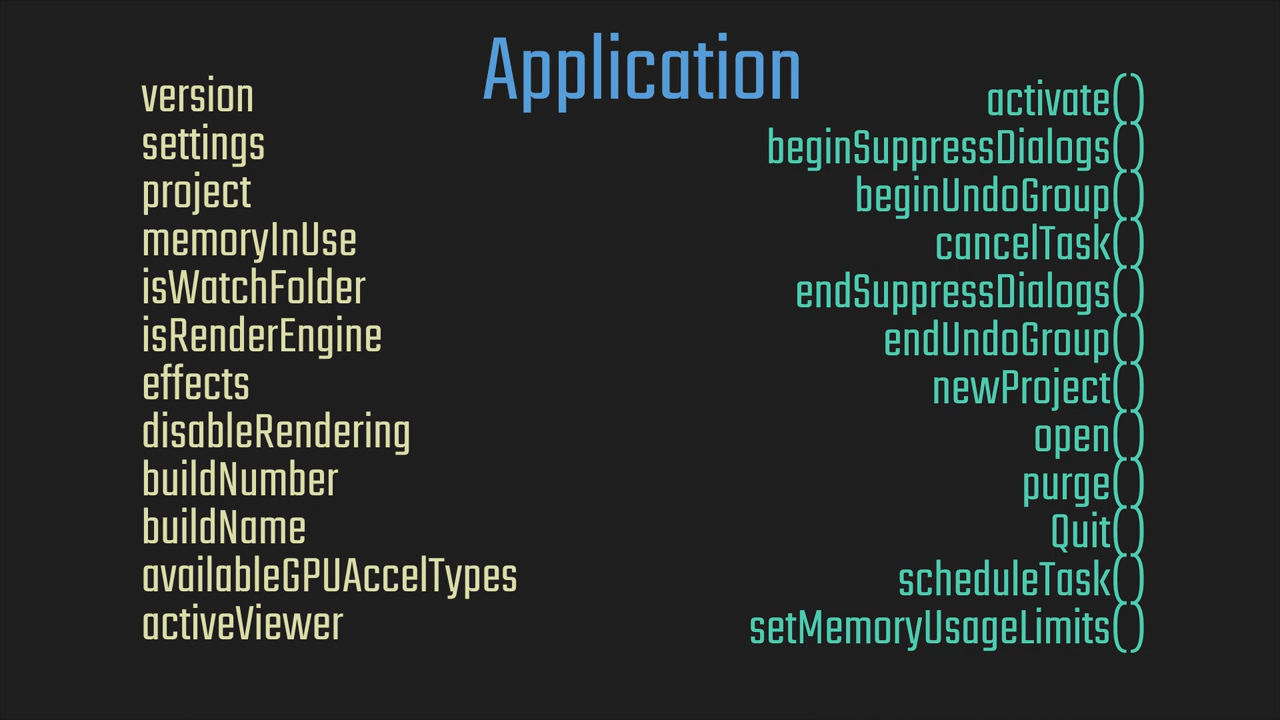 Application
version
settings
project
memoryInUse
isWatchFolder
isRenderEngine
effects
disableRendering
buildNumber
buildName
availableGPUAccelTypes
activeViewer
activate()
beginSuppressDialogs()
beginUndoGroup()
cancelTask()
endSuppressDialogs()
endUndoGroup()
newProject()
open()
purge()
Quit()
scheduleTask()
setMemoryUsageLimits()